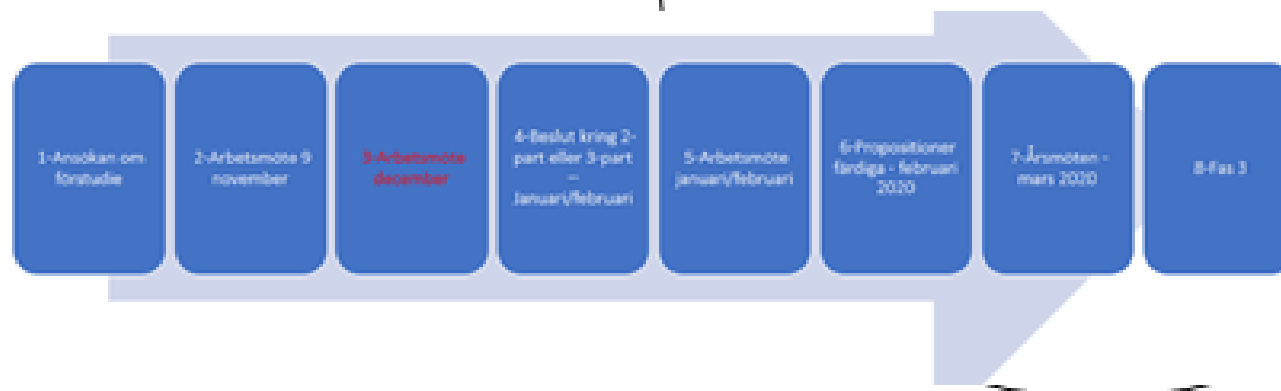 1-Ansökan om
förstudie
2-Arbetsmöte 9
november
3-Arbetsmöte
december
4-Beslut kring 2-
part eller 3-part
–
Januari/februari
5-Arbetsmöte
januari/februari
6-Propositioner
färdiga - februari
2020
7-Årsmöten -
mars 2020
8-Fas 3